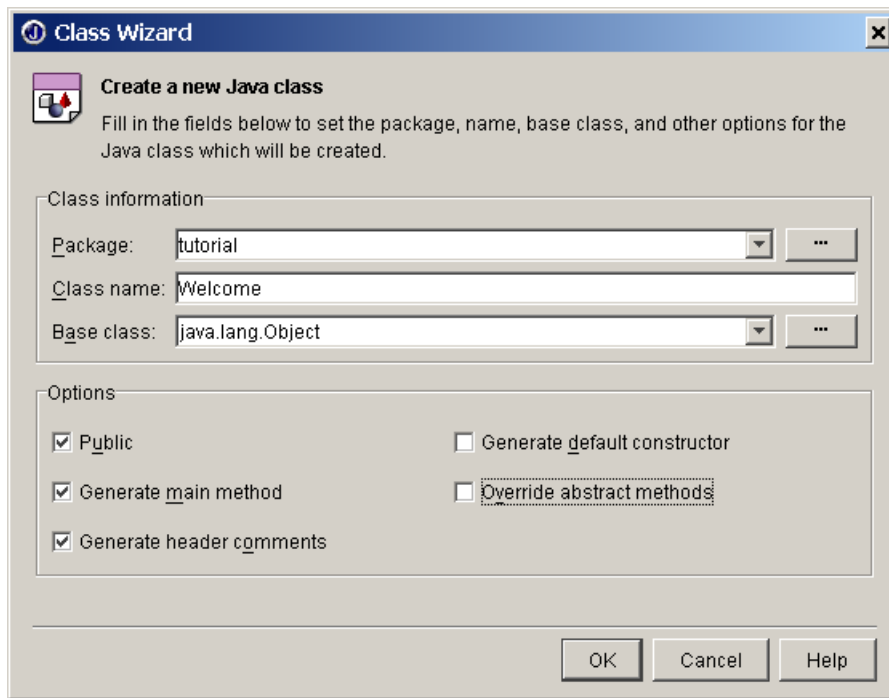 Class Wizard
Create a new Java class
Fill in the fields below to set the package, name, base class, and other options for the
Java class which will be created.
Class information
Package: tutorial ...
Class name: Welcome
Base class: java.lang.Object ...
Options
Public Generate default constructor
Generate main method Override abstract methods
Generate header comments
OK Cancel Help